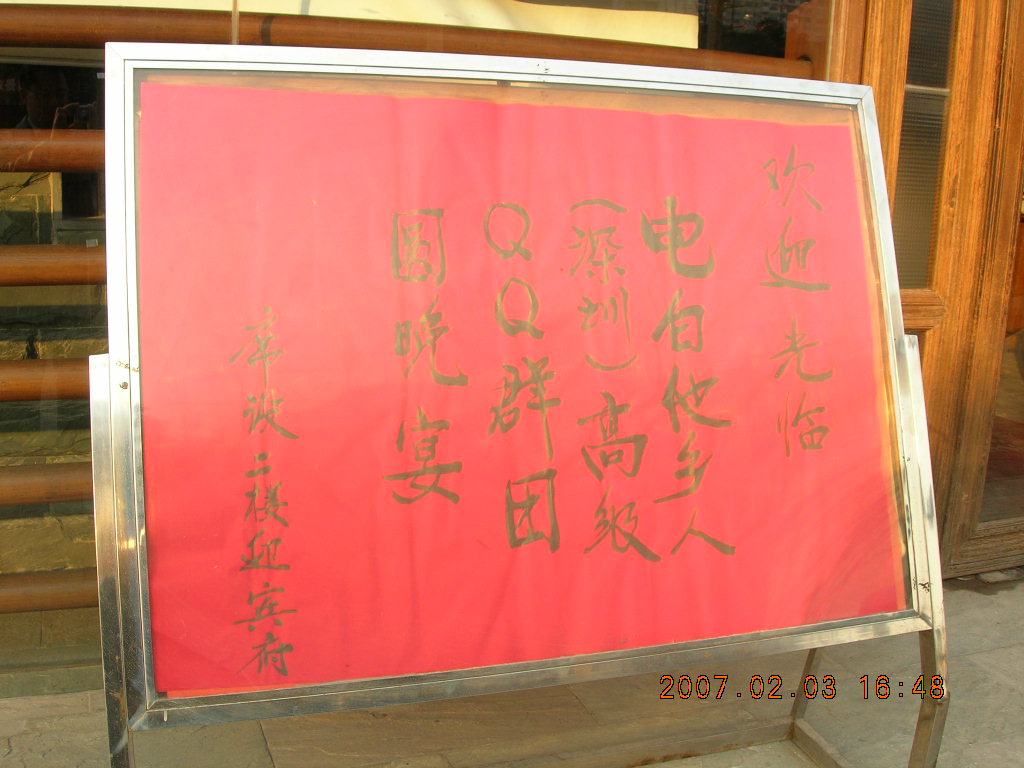 欢迎光临
电白他乡人
(深圳)高级
QQ群团
圆晚宴
席设二楼迎宾府
2007.02.03 16:48